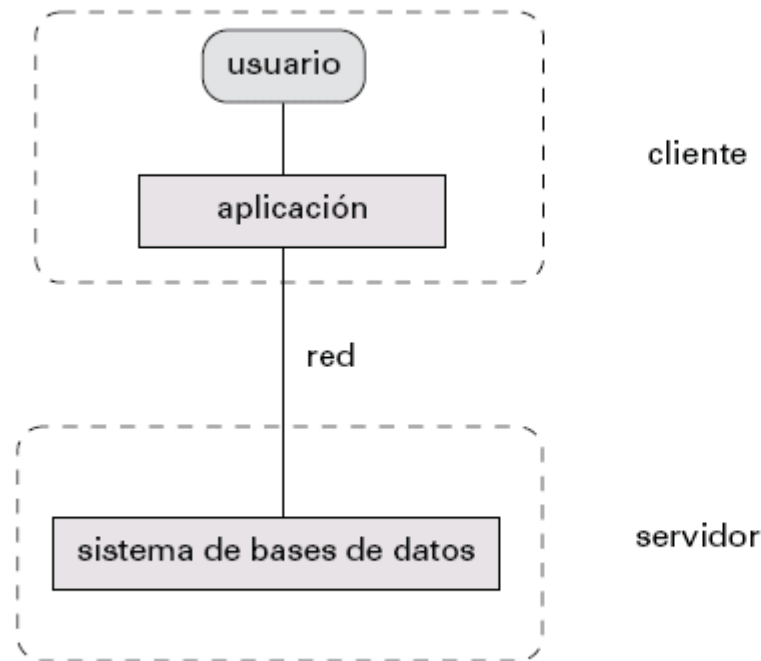 usuario
cliente
aplicación
red
servidor
sistema de bases de datos